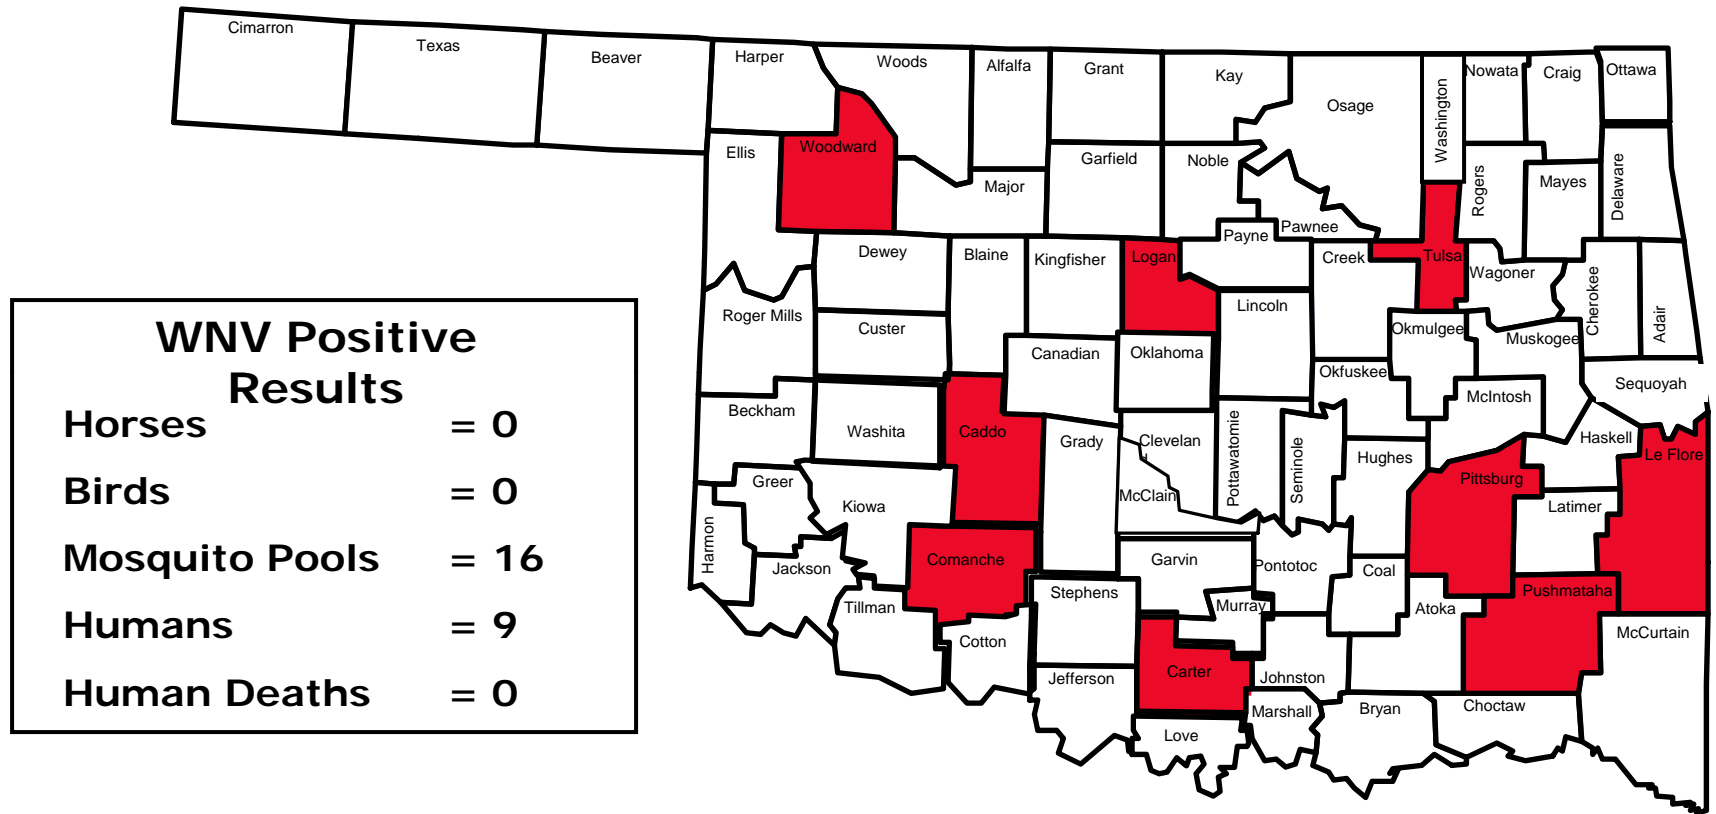 Cimarron
Texas
Beaver
Harper
Woods
Alfalfa
Grant
Kay
Osage
Washington
Nowata
Craig
Ottawa
Ellis
Woodward
Major
Garfield
Noble
Pawnee
Rogers
Mayes
Delaware
Dewey
Blaine
Kingfisher
Logan
Payne
Creek
Tulsa
Wagoner
Cherokee
Adair
Roger Mills
Custer
Canadian
Oklahoma
Lincoln
Okmulgee
Muskogee
Okfuskee
Sequoyah
McIntosh
Beckham
Washita
Caddo
Grady
Clevelan
d
Pottawatomie
Seminole
Hughes
Haskell
Le Flore
Pittsburg
Greer
Kiowa
McClain
Latimer
Harmon
Jackson
Comanche
Garvin
Pontotoc
Coal
Stephens
Murray
Atoka
Pushmataha
Tillman
Cotton
McCurtain
Jefferson
Carter
Johnston
Marshall
Bryan
Choctaw
Love
WNV Positive
Results
Horses = 0
Birds = 0
Mosquito Pools = 16
Humans = 9
Human Deaths = 0